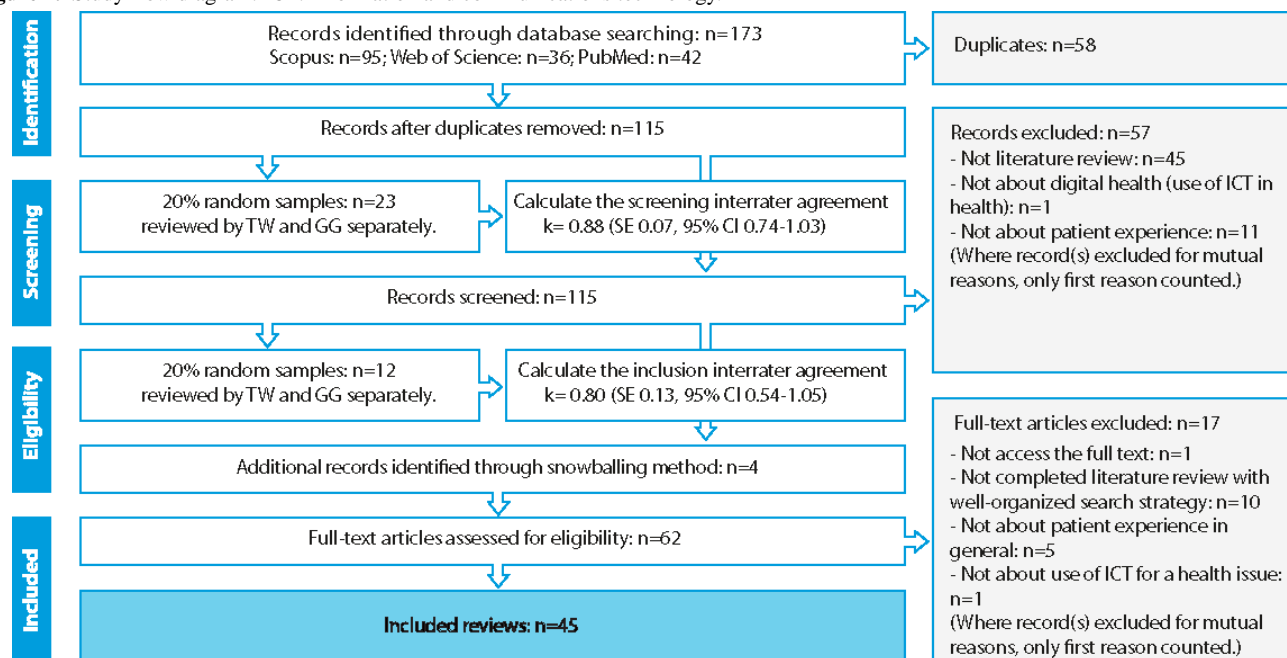 Records identified through database searching: n=173
Scopus: n=95; Web of Science: n=36; PubMed: n=42
Duplicates: n=58
Identification
Records after duplicates removed: n=115
Records excluded: n=57
- Not literature review: n=45
- Not about digital health (use of ICT in
health): n=1
- Not about patient experience: n=11
(Where record(s) excluded for mutual
reasons, only first reason counted.)
Screening
20% random samples: n=23
reviewed by TW and GG separately.
Calculate the screening interrater agreement
k= 0.88 (SE 0.07, 95% CI 0.74-1.03)
Records screened: n=115
Eligibility
20% random samples: n=12
reviewed by TW and GG separately.
Calculate the inclusion interrater agreement
k= 0.80 (SE 0.13, 95% CI 0.54-1.05)
Additional records identified through snowballing method: n=4
Full-text articles excluded: n=17
- Not access the full text: n=1
- Not completed literature review with
well-organized search strategy: n=10
- Not about patient experience in
general: n=5
- Not about use of ICT for a health issue:
n=1
(Where record(s) excluded for mutual
reasons, only first reason counted.)
Included
Full-text articles assessed for eligibility: n=62
Included reviews: n=45